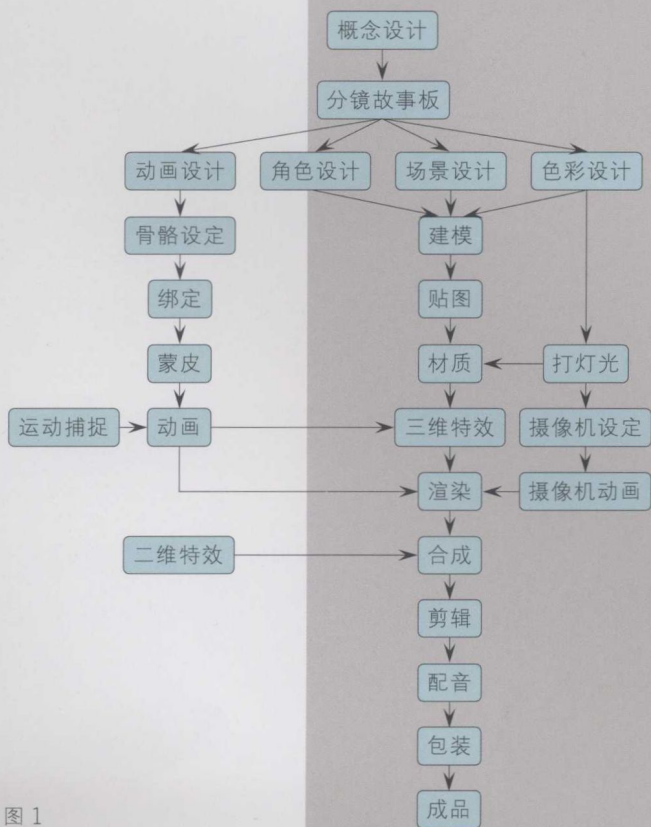 概念设计
分镜故事板
动画设计 角色设计 场景设计 色彩设计
骨骼设定 建模
绑定 贴图
蒙皮 材质 打灯光
运动捕捉 动画 三维特效 摄像机设定
渲染 摄像机动画
二维特效 合成
剪辑
配音
包装
成品
图 1